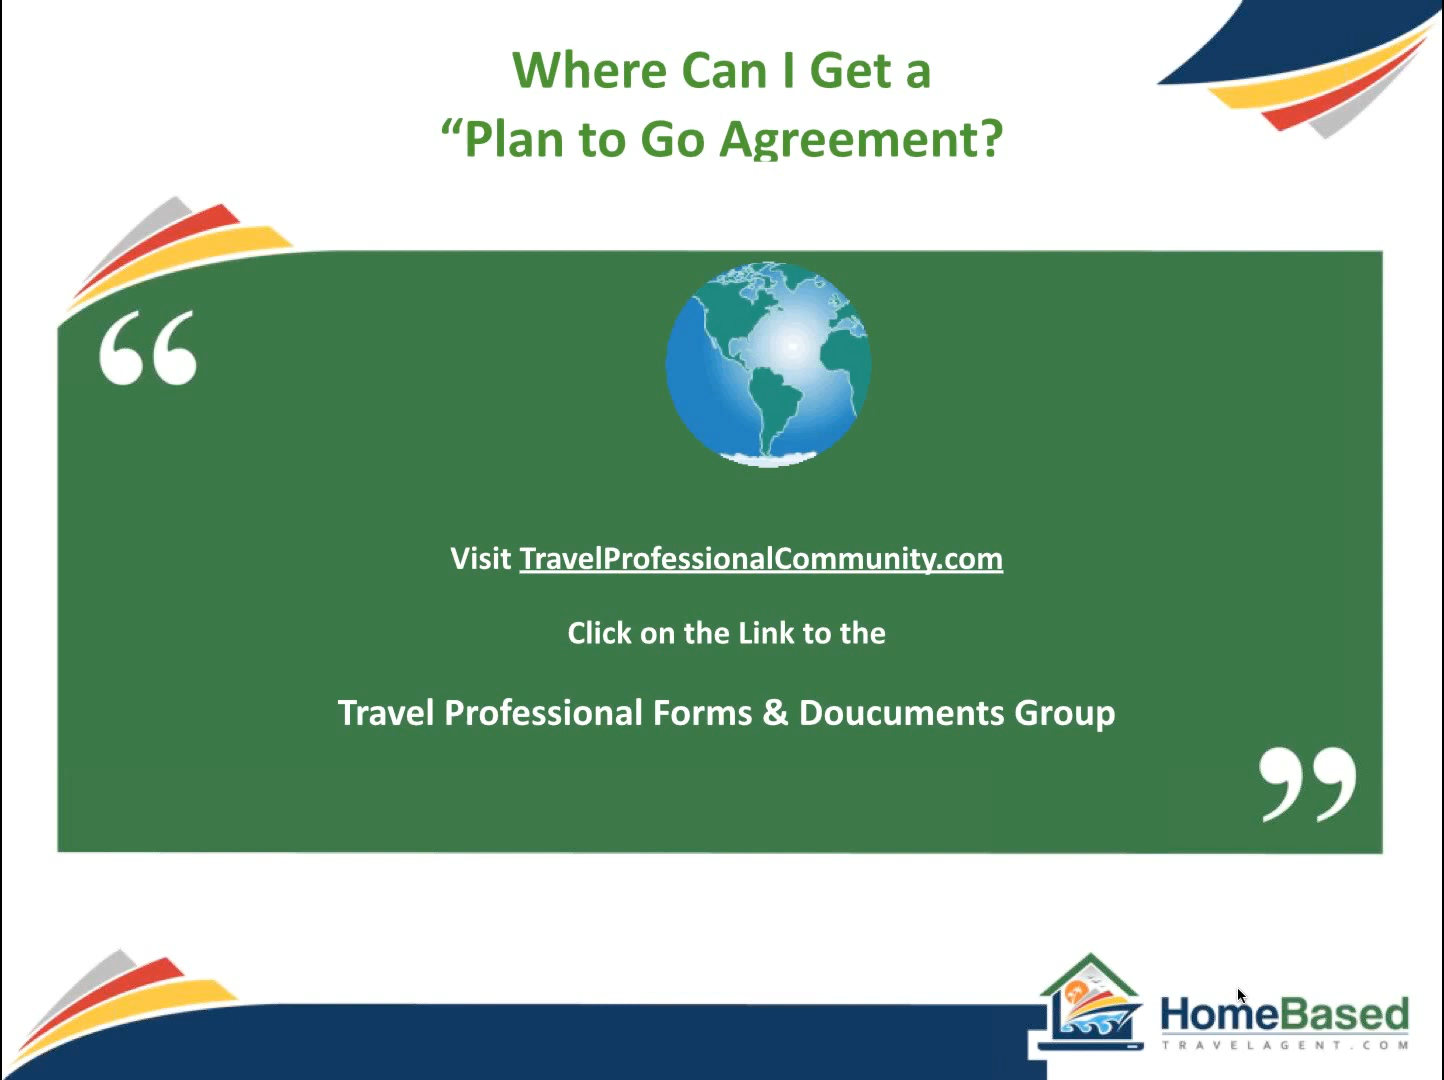 Where Can I Get a
“Plan to Go Agreement?
Visit TravelProfessionalCommunity.com
Click on the Link to the
Travel Professional Forms & Doucuments Group
HomeBased
TRAVELAGENT.COM